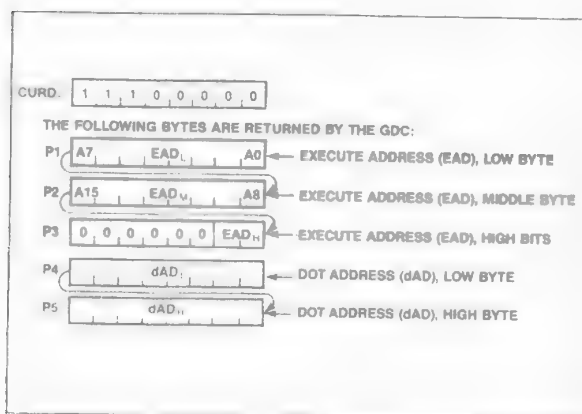 CURD. 1 1 1 0 0 0 0 0
THE FOLLOWING BYTES ARE RETURNED BY THE GDC:
P1 A7 EADL A0 EXECUTE ADDRESS (EAD), LOW BYTE
P2 A15 EADM A8 EXECUTE ADDRESS (EAD), MIDDLE BYTE
P3 0 0 0 0 0 0 EADH EXECUTE ADDRESS (EAD), HIGH BITS
P4 dADL DOT ADDRESS (dAD), LOW BYTE
P5 dADH DOT ADDRESS (dAD), HIGH BYTE